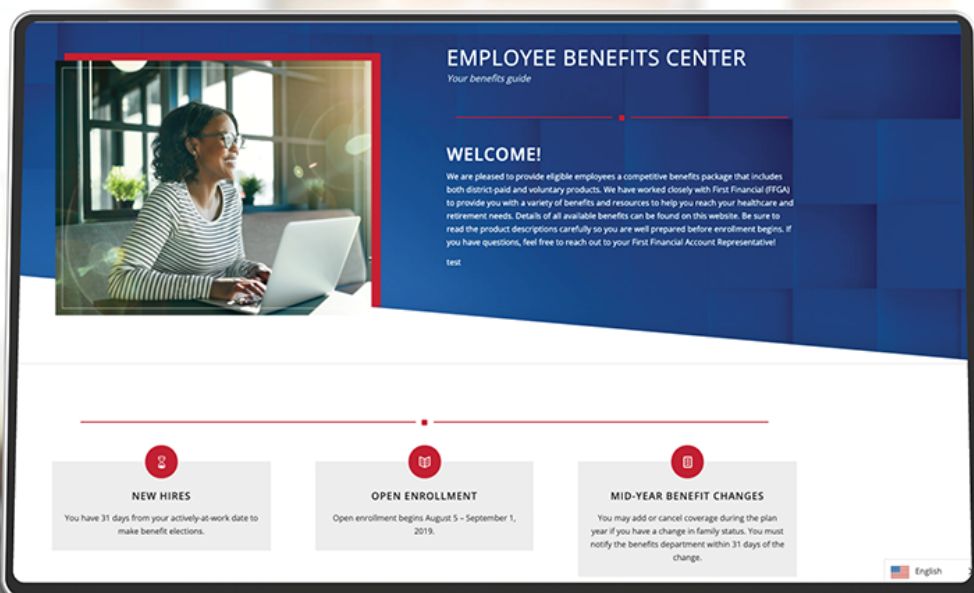 EMPLOYEE BENEFITS CENTER
Your benefits guide
WELCOME!
We are pleased to provide eligible employees a competitive benefits package that includes
both district-paid and voluntary products. We have worked closely with First Financial (FFGA)
to provide you with a variety of benefits and resources to help you reach your healthcare and
retirement needs. Details of all available benefits can be found on this website. Be sure to
read the product descriptions carefully so you are well prepared before enrollment begins. If
you have questions, feel free to reach out to your First Financial Account Representative!
test
NEW HIRES
You have 31 days from your actively-at-work date to
make benefit elections.
OPEN ENROLLMENT
Open enrollment begins August 5 – September 1,
2019.
MID-YEAR BENEFIT CHANGES
You may add or cancel coverage during the plan
year if you have a change in family status. You must
notify the benefits department within 31 days of the
change.
English